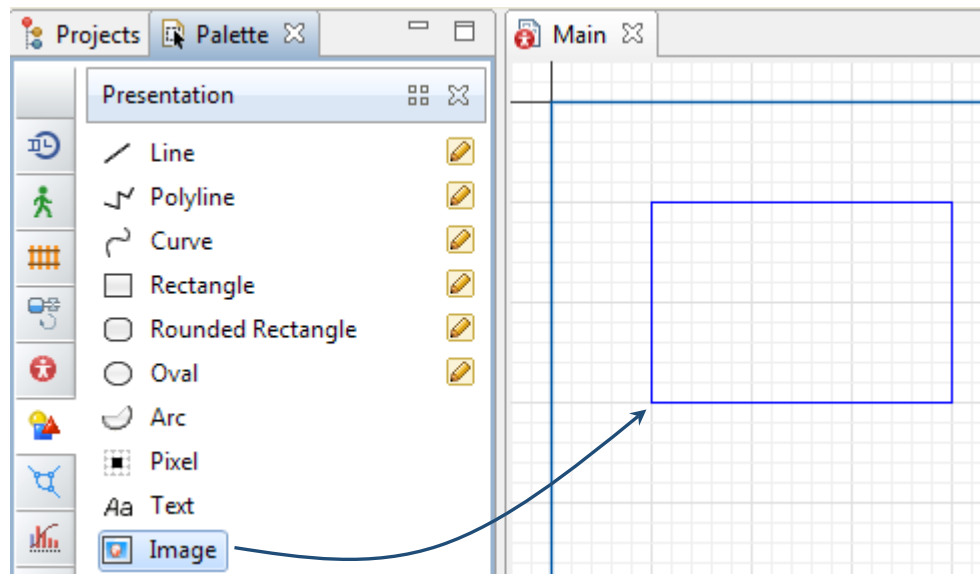 Projects Palette Main
Presentation
Line
Polyline
Curve
Rectangle
Rounded Rectangle
Oval
Arc
Pixel
Aa Text
Image